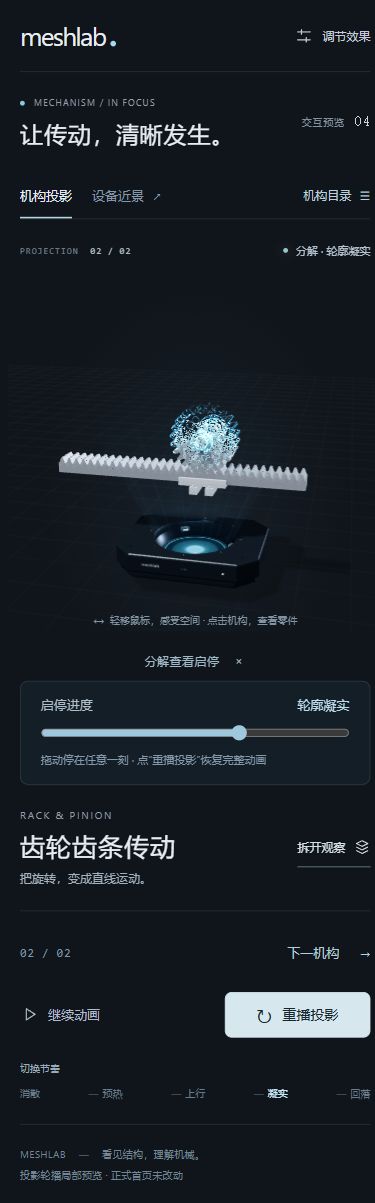 meshlab.
调节效果
MECHANISM / IN FOCUS
让传动，清晰发生。
交互预览 04
机构投影
设备近景 ↗
机构目录 ☰
PROJECTION 02 / 02
分解 · 轮廓凝实
↔ 轻移鼠标，感受空间 · 点击机构，查看零件
分解查看启停 ×
启停进度
轮廓凝实
拖动停在任意一刻 · 点"重播投影"恢复完整动画
RACK & PINION
齿轮齿条传动
拆开观察
把旋转，变成直线运动。
02 / 02
下一机构 →
继续动画
重播投影
切换节奏
消散 — 预热 — 上行 — 凝实 — 回落
MESHLAB — 看见结构，理解机械。
投影轮播局部预览 · 正式首页未改动